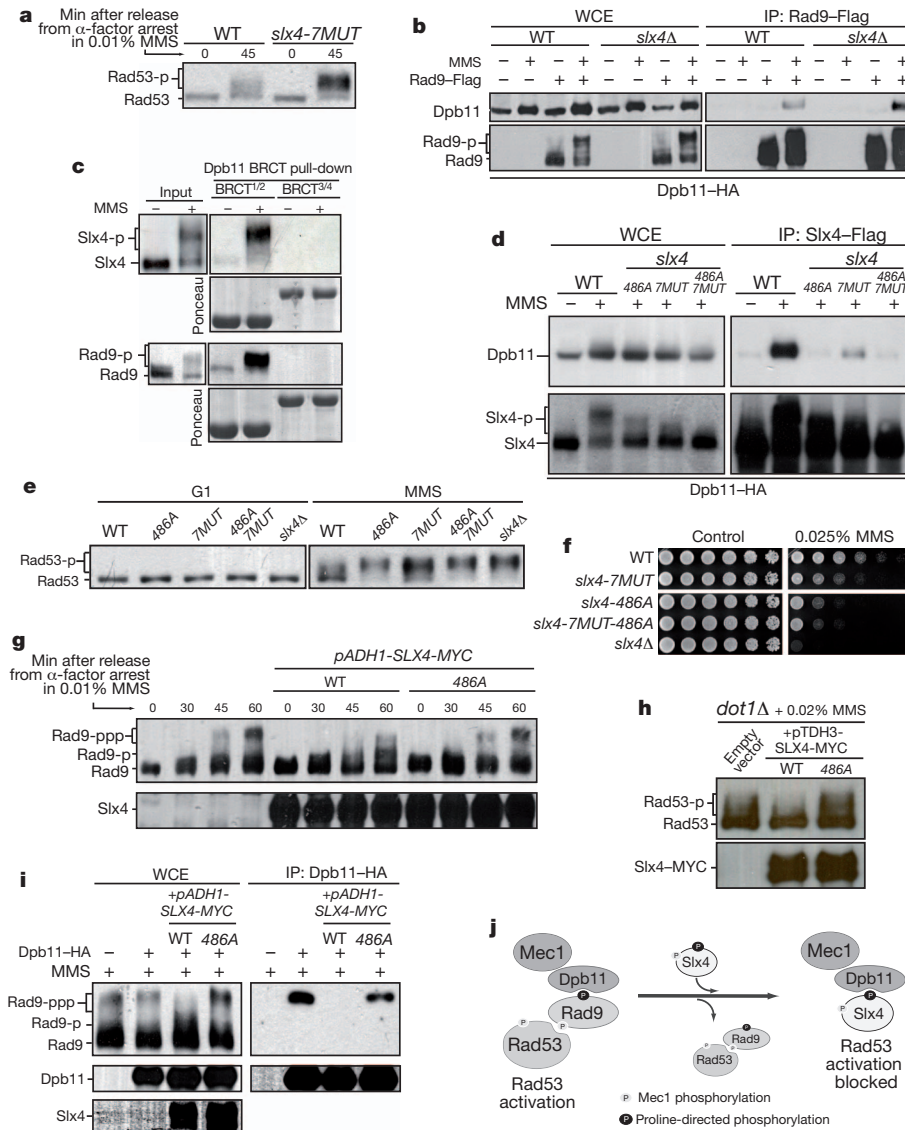 a
Min after release
from α-factor arrest
in 0.01% MMS
WT slx4-7MUT
0 45 0 45
Rad53-p
Rad53
b
WCE IP: Rad9–Flag
WT slx4Δ WT slx4Δ
MMS – + – + – + – + – + – + – + – +
Rad9–Flag – – + + – – + + – – + + – – + +
Dpb11
Rad9-p
Rad9
Dpb11–HA
c
Dpb11 BRCT pull-down
Input BRCT1/2 BRCT3/4
MMS – + – + – +
Slx4-p
Slx4
Ponceau
Rad9-p
Rad9
Ponceau
d
WCE IP: Slx4–Flag
slx4 slx4
WT 486A 7MUT 486A 7MUT WT 486A 7MUT 486A 7MUT
MMS – + + + + – + + + +
Dpb11
Slx4-p
Slx4
Dpb11–HA
e
G1 MMS
WT 486A 7MUT 486A 7MUT slx4Δ WT 486A 7MUT 486A 7MUT slx4Δ
Rad53-p
Rad53
f
Control 0.025% MMS
WT
slx4-7MUT
slx4-486A
slx4-7MUT-486A
slx4Δ
g
Min after release
from α-factor arrest
in 0.01% MMS
pADH1-SLX4-MYC
WT 486A
0 30 45 60 0 30 45 60 0 30 45 60
Rad9-ppp
Rad9-p
Rad9
Slx4
h
dot1Δ + 0.02% MMS
Empty vector
+pTDH3-
SLX4-MYC
WT 486A
Rad53-p
Rad53
Slx4–MYC
i
WCE IP: Dpb11–HA
+pADH1-
SLX4-MYC
+pADH1-
SLX4-MYC
WT 486A WT 486A
Dpb11–HA – + + + – + + +
MMS + + + + + + + +
Rad9-ppp
Rad9-p
Rad9
Dpb11
Slx4
j
Mec1
Dpb11
P
Rad9
P P
Rad53
Rad53
activation
P
P
Slx4
P
Rad9
P P
Rad53
Mec1
Dpb11
P
P
Slx4
Rad53
activation
blocked
P Mec1 phosphorylation
P Proline-directed phosphorylation